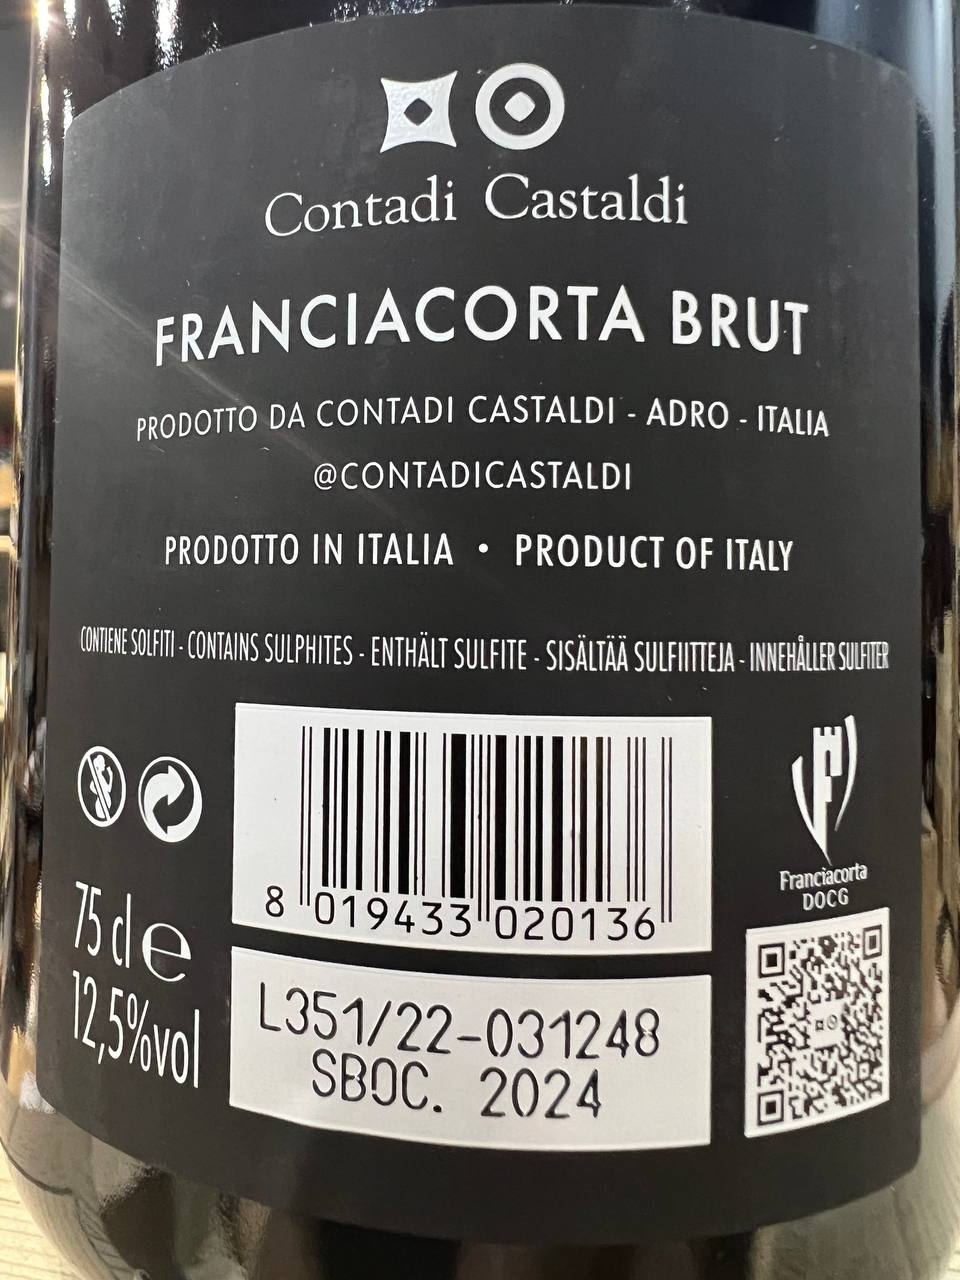 Contadi Castaldi
FRANCIACORTA BRUT
PRODOTTO DA CONTADI CASTALDI - ADRO - ITALIA
@CONTADICASTALDI
PRODOTTO IN ITALIA • PRODUCT OF ITALY
CONTIENE SOLFITI - CONTAINS SULPHITES - ENTHÄLT SULFITE - SISÄLTÄÄ SULFIITTEJA - INNEHÅLLER SULFITER
8 019433 020136
Franciacorta
DOCG
75 cl e
12,5%vol
L351/22-031248
SBOC. 2024